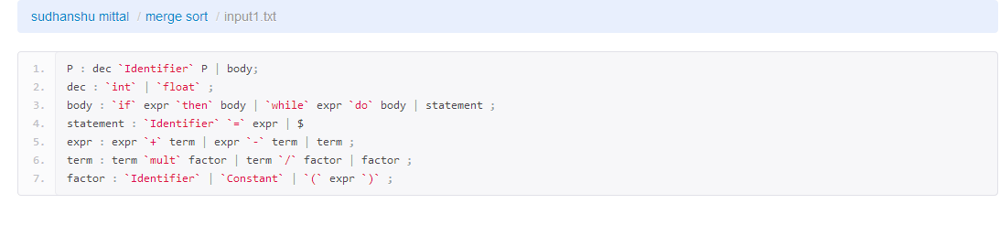 sudhanshu mittal / merge sort / input1.txt
1. P : dec `Identifier` P | body;
2. dec : `int` | `float` ;
3. body : `if` expr `then` body | `while` expr `do` body | statement ;
4. statement : `Identifier` `=` expr | $
5. expr : expr `+` term | expr `-` term | term ;
6. term : term `mult` factor | term `/` factor | factor ;
7. factor : `Identifier` | `Constant` | `(` expr `)` ;